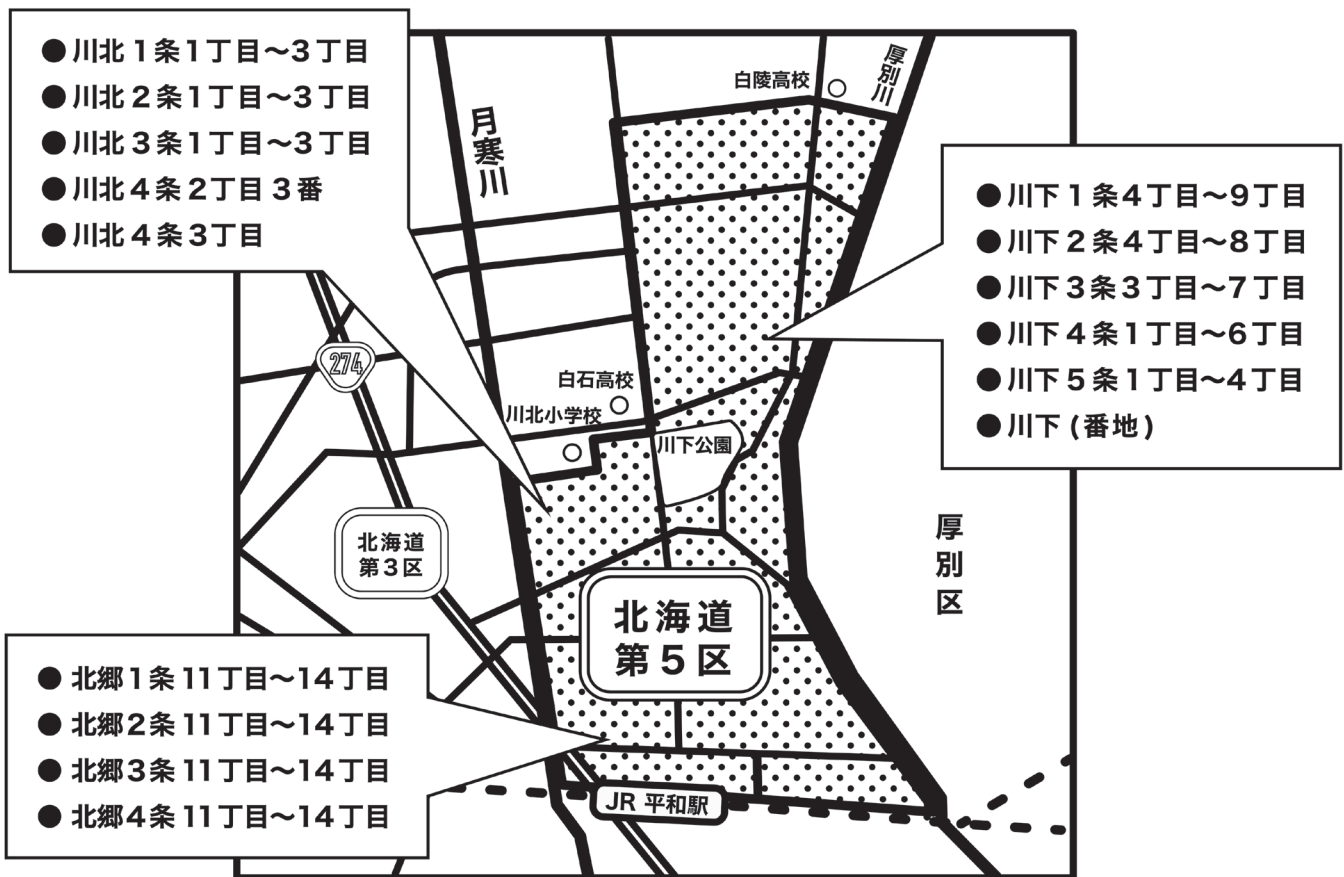 ●川北1条1丁目～3丁目
●川北2条1丁目～3丁目
●川北3条1丁目～3丁目
●川北4条2丁目3番
●川北4条3丁目
月寒川
白陵高校
厚別川
●川下1条4丁目～9丁目
●川下2条4丁目～8丁目
●川下3条3丁目～7丁目
●川下4条1丁目～6丁目
●川下5条1丁目～4丁目
●川下(番地)
274
白石高校
川北小学校
川下公園
北海道
第3区
厚別区
北海道
第5区
●北郷1条11丁目～14丁目
●北郷2条11丁目～14丁目
●北郷3条11丁目～14丁目
●北郷4条11丁目～14丁目
JR 平和駅